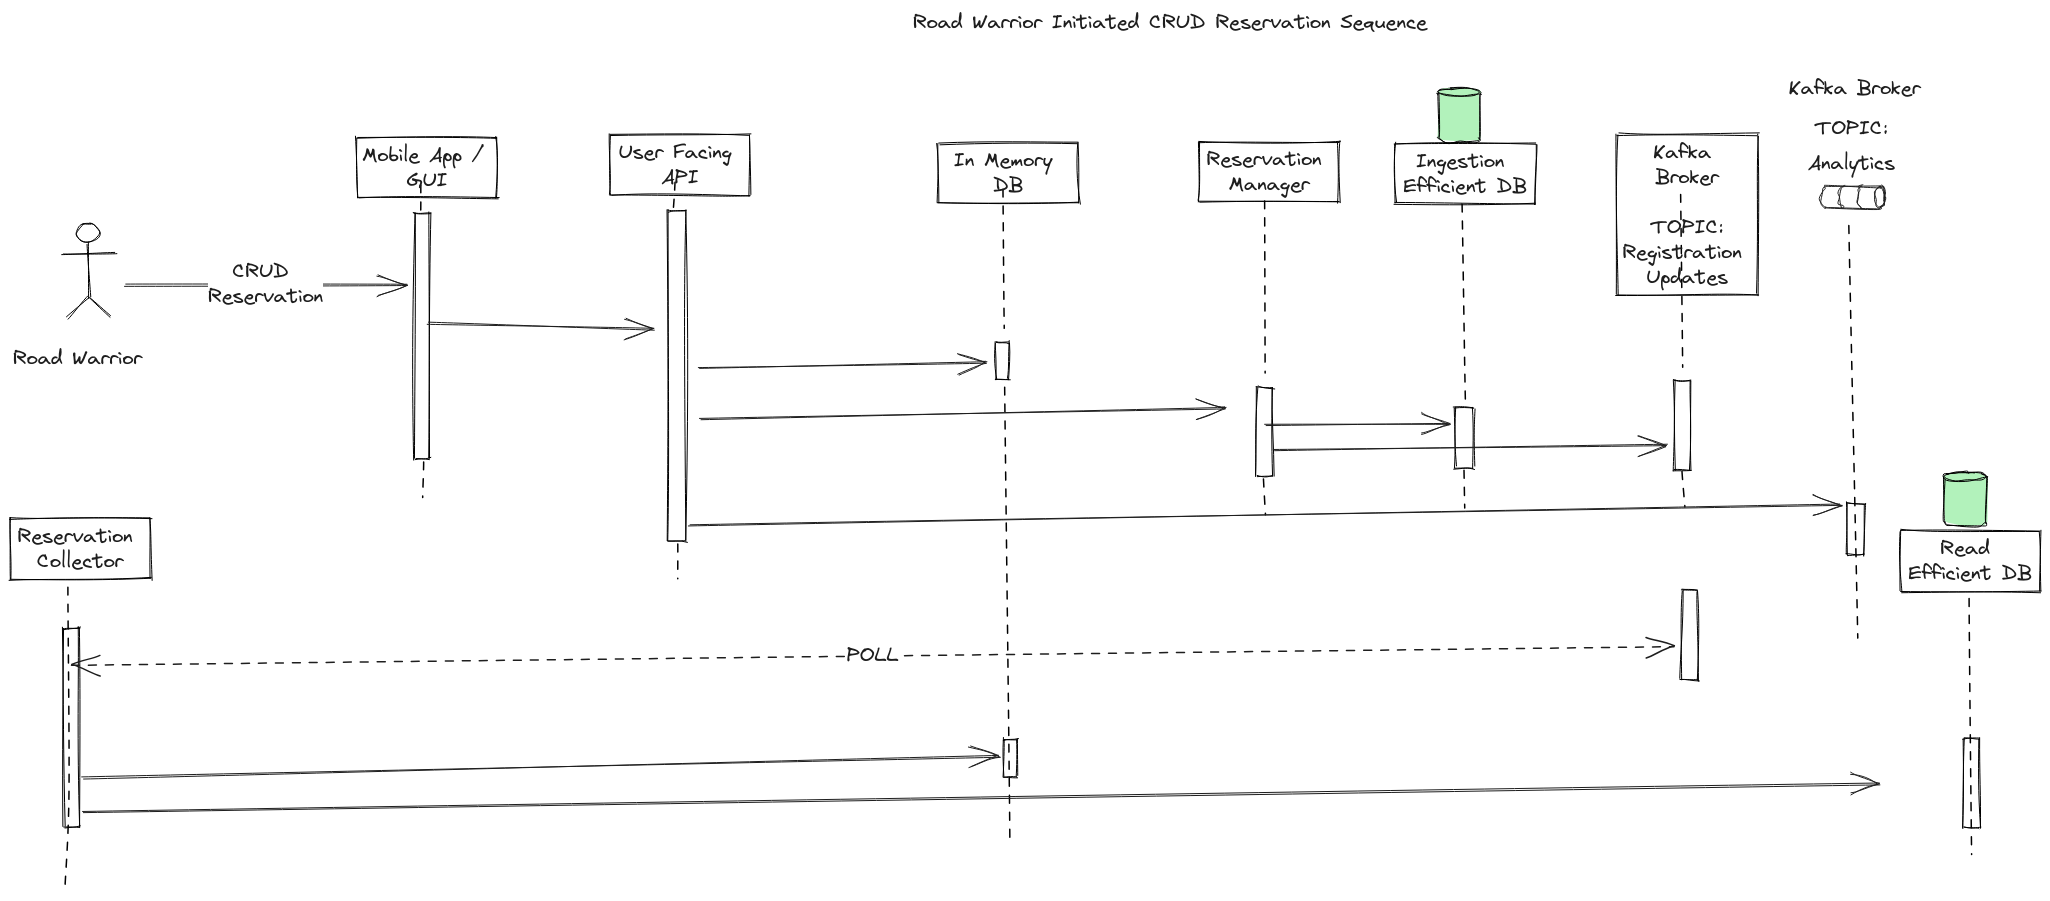 Road Warrior Initiated CRUD Reservation Sequence
Kafka Broker
TOPIC:
Analytics
Mobile App /
GUI
User Facing
API
In Memory
DB
Reservation
Manager
Ingestion
Efficient DB
Kafka
Broker
TOPIC:
Registration
Updates
CRUD
Reservation
Road Warrior
Reservation
Collector
Read
Efficient DB
POLL